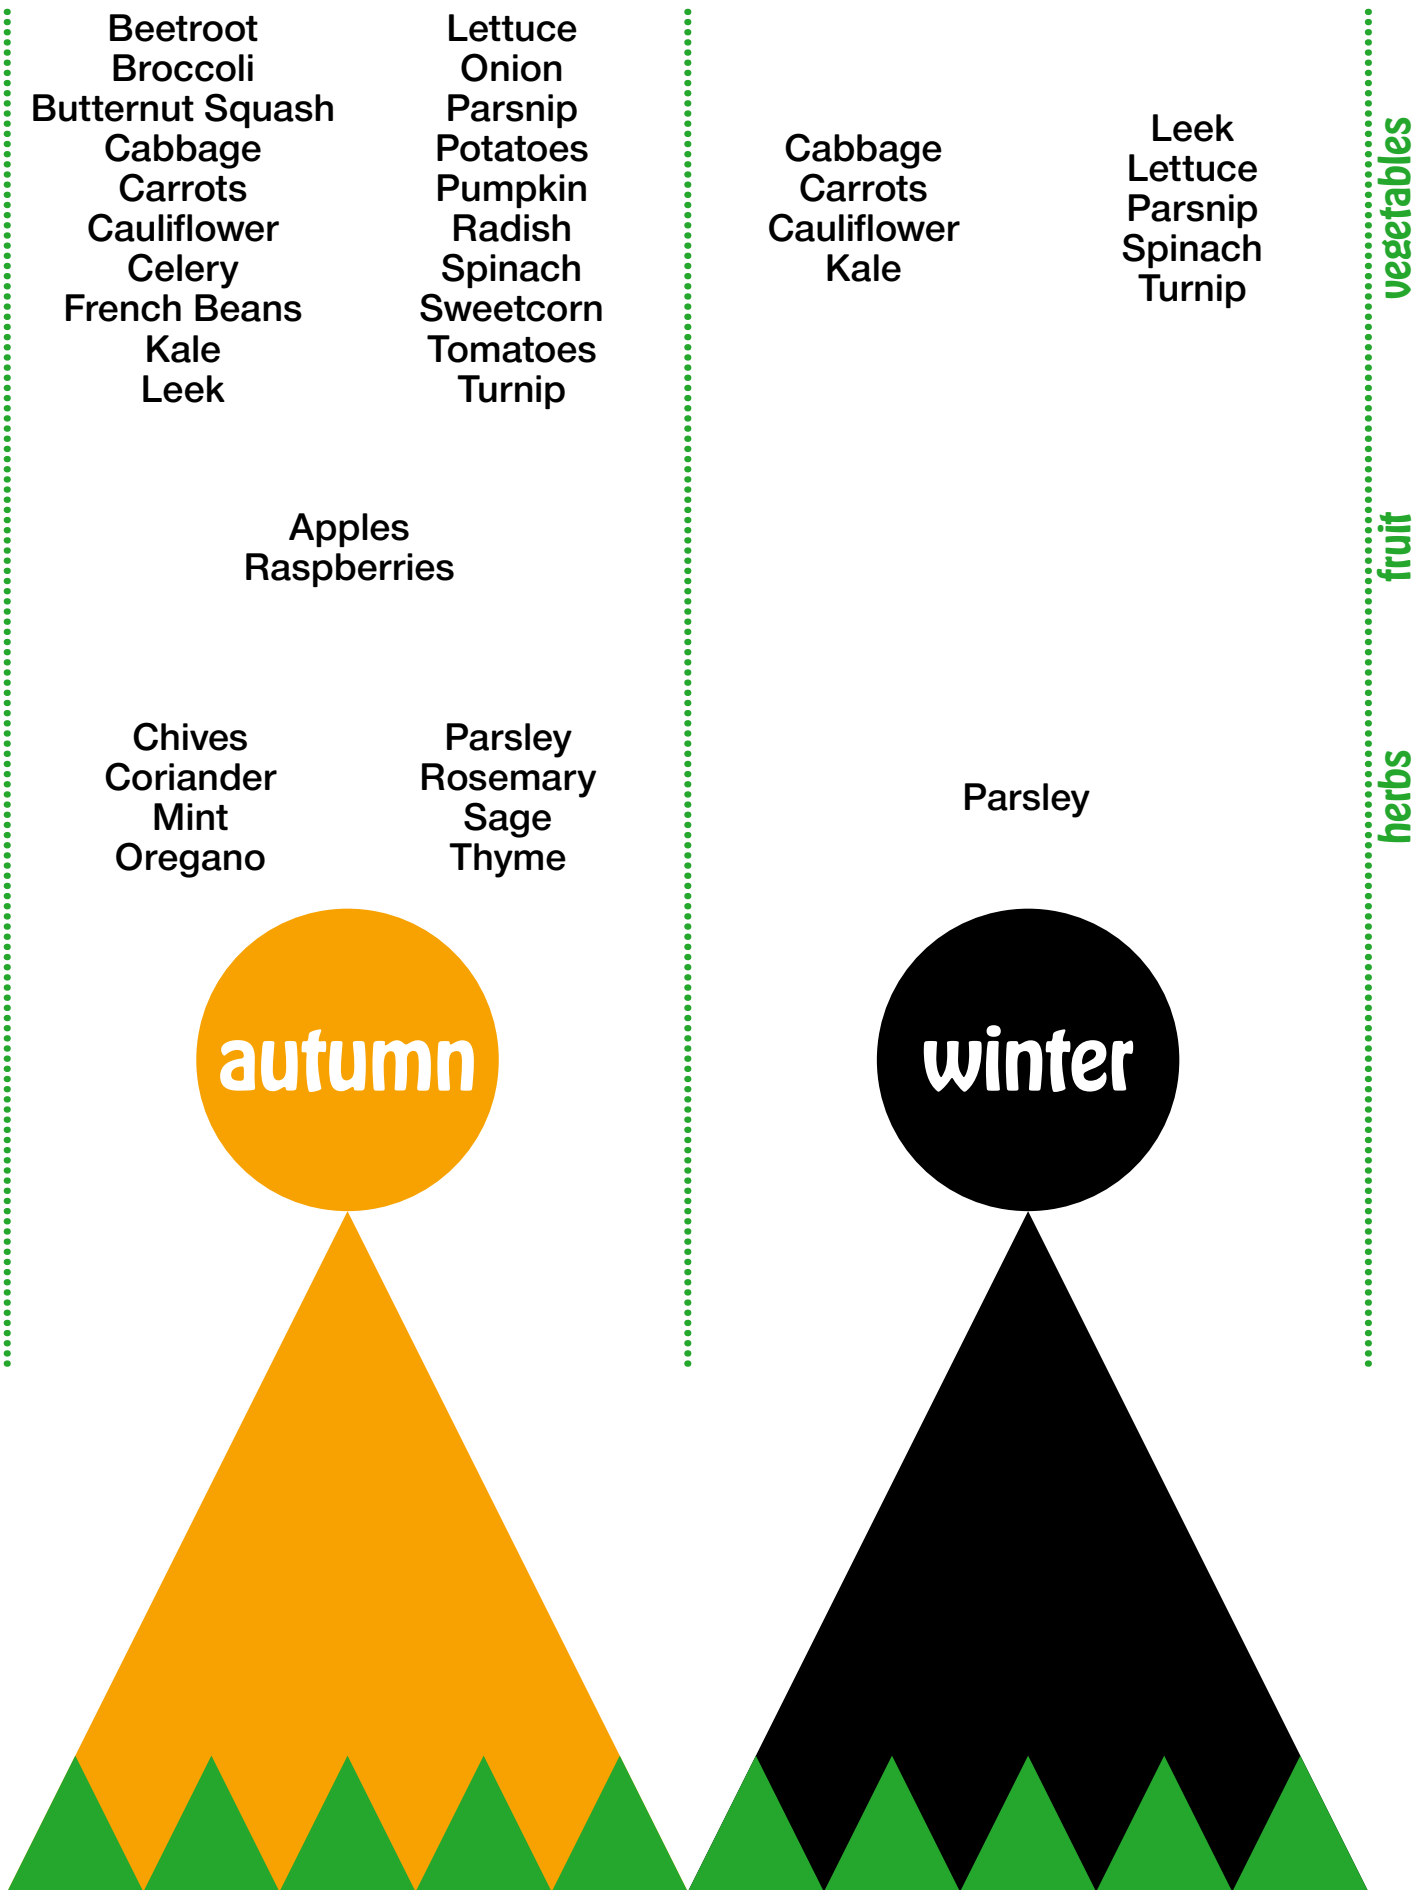 Beetroot
Broccoli
Butternut Squash
Cabbage
Carrots
Cauliflower
Celery
French Beans
Kale
Leek
Lettuce
Onion
Parsnip
Potatoes
Pumpkin
Radish
Spinach
Sweetcorn
Tomatoes
Turnip
Cabbage
Carrots
Cauliflower
Kale
Leek
Lettuce
Parsnip
Spinach
Turnip
vegetables
Apples
Raspberries
fruit
Chives
Coriander
Mint
Oregano
Parsley
Rosemary
Sage
Thyme
Parsley
herbs
autumn
winter